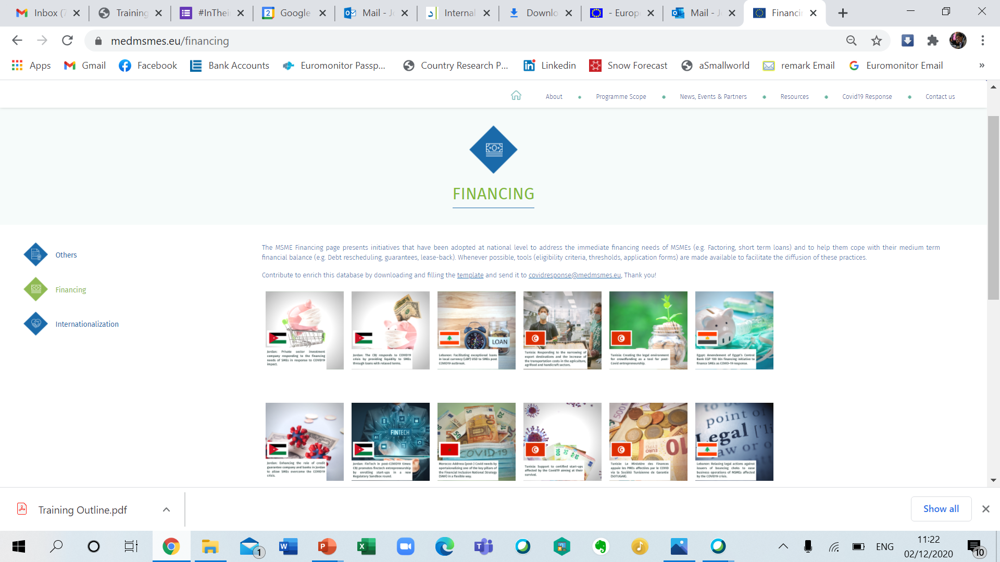 Inbox (7
Training
#InThei
Google
Mail - Jo
Internal
Downlo
- Europe
Mail - Jo
Financin
medmsmes.eu/financing
Apps
Gmail
Facebook
Bank Accounts
Euromonitor Passp...
Country Research P...
Linkedin
Snow Forecast
aSmallworld
remark Email
Euromonitor Email
»
About
Programme Scope
News, Events & Partners
Resources
Covid19 Response
Contact us
FINANCING
Others
Financing
Internationalization
The MSME Financing page presents initiatives that have been adopted at national level to address the immediate financing needs of MSMEs (e.g. Factoring, short term loans) and to help them cope with their medium term
financial balance (e.g. Debt rescheduling, guarantees, lease-back). Whenever possible, tools (eligibility criteria, thresholds, application forms) are made available to facilitate the diffusion of these practices.
Contribute to enrich this database by downloading and filling the template and send it to covidresponse@medmsmes.eu, Thank you!
Jordan: Private sector investment
company responding to the financing
needs of SMEs in response to COVID19
impact.
Jordan: The CBJ responds to COVID19
crisis by providing liquidity to SMEs
through loans with relaxed terms.
LOAN
Lebanon: Facilitating exceptional loans
in local currency (LBP) USD to SMEs post
COVID19 outbreak.
Tunisia: Responding to the narrowing of
export destinations and the increase of
the transportation costs in the agriculture,
agrifood and handicraft sectors.
Tunisia: Creating the legal environment
for crowdfunding as a tool for post-
Covid entrepreneurship.
Egypt: Amendement of Egypt's Central
Bank EGP 100 bln financing initiative to
finance SMEs as COVID-19 response.
Jordan: Enhancing the role of credit
guarantee company and banks in Jordan
to allow SMEs overcome the COVID19
crisis.
FINTECH
Jordan: FinTech in post-COVID19 times:
CBJ promotes fintech entrepreneurship
by enrolling start-ups in a new
Regulatory Sandbox round.
COVID-19
Morocco: Address (post-) Covid needs by
opertaionalizing one of the key pillars of
the Financial Inclusion National Strategy
(SNIF) in a flexible way.
Tunisia: Support to certified start-ups
affected by the Covid19 aiming at their
survival.
Tunisie: Le Ministère des Finances
appuie les PMEs affectées par le COVID
via la Société Tunisienne de Garantie
(SOTUGAR).
to b
point of
Legal ['li
law or o
Lebanon: Relaxing legal actions against
issuers of bouncing cheks to ease
business operations of MSMEs affected
by the COVID19 crisis.
Training Outline.pdf
Show all
1
ENG
11:22
02/12/2020
10